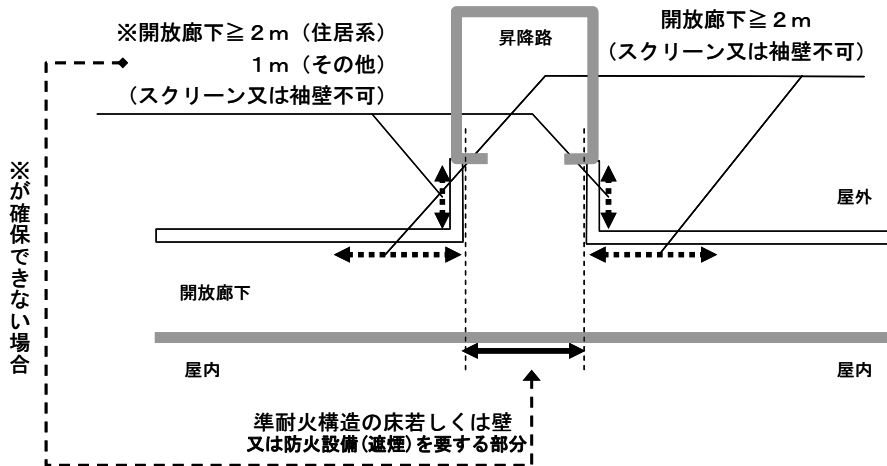 ※開放廊下≧２ｍ（住居系）
１ｍ（その他）
（スクリーン又は袖壁不可）
昇降路
開放廊下≧２ｍ
（スクリーン又は袖壁不可）
※が確保できない場合
屋外
開放廊下
屋内
屋内
準耐火構造の床若しくは壁
又は防火設備(遮煙)を要する部分